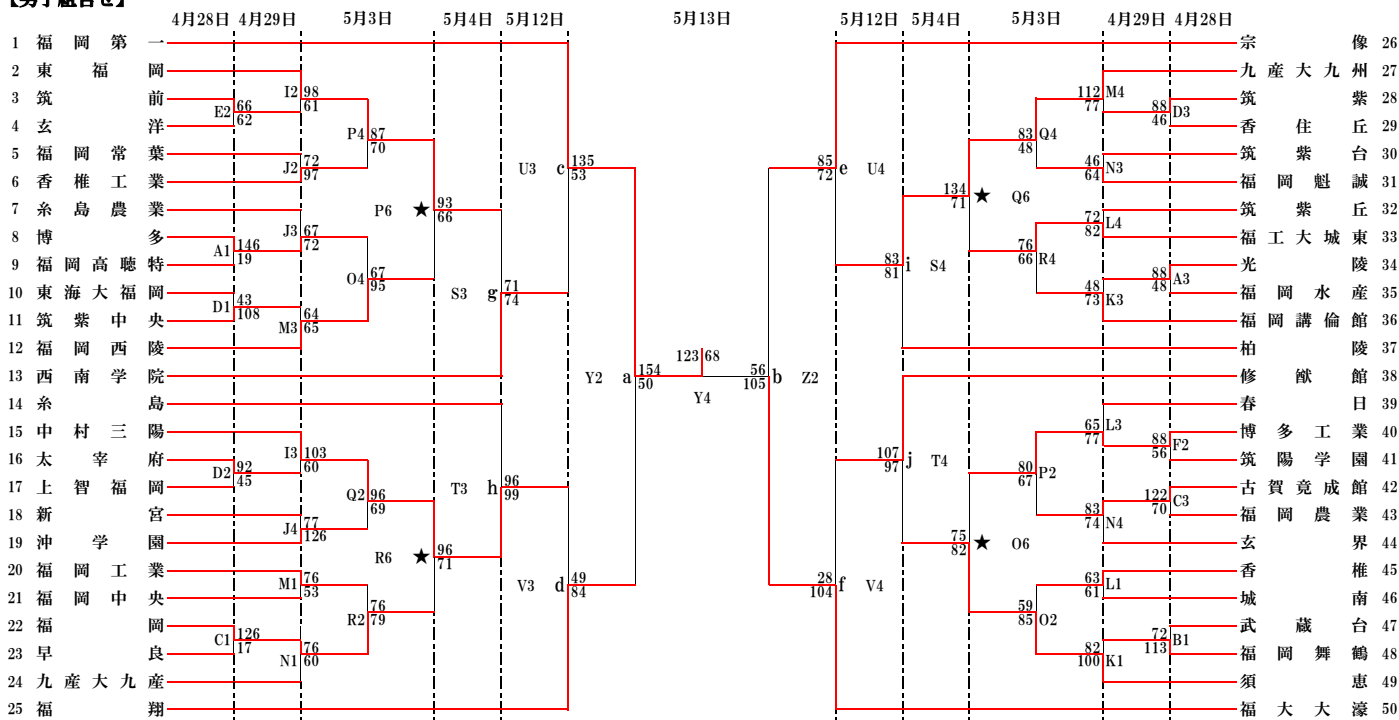 【男子組合せ】
4月28日 4月29日 5月3日 5月4日 5月12日 5月13日 5月12日 5月4日 5月3日 4月29日 4月28日
1 福岡第一
2 東福岡
3 筑前
4 玄洋
5 福岡常葉
6 香椎工業
7 糸島農業
8 博多
9 福岡高聴特
10 東海大福岡
11 筑紫中央
12 福岡西陵
13 西南学院
14 糸島
15 中村三陽
16 太宰府
17 上智福岡
18 新宮
19 沖学園
20 福岡工業
21 福岡中央
22 福岡
23 早良
24 九産大九産
25 福翔
E2 66 62
A1 146 19
D1 43 108
D2 92 45
C1 126 17
I2 98 61
J2 72 97
J3 67 72
M3 64 65
I3 103 60
J4 77 126
M1 76 53
N1 76 60
P4 87 70
O4 67 95
Q2 96 69
R2 76 79
P6 ★ 93 66
R6 ★ 96 71
S3 g 71 74
T3 h 96 99
U3 c 135 53
V3 d 49 84
Y2 a 154 50
123 68
Y4
56 105 b Z2
85 72 e U4
28 104 f V4
83 81 i S4
107 97 j T4
134 71 ★ Q6
75 82 ★ O6
83 48 Q4
76 66 R4
80 67 P2
59 85 O2
112 77 M4
46 64 N3
72 82 L4
48 73 K3
65 77 L3
83 74 N4
63 61 L1
82 100 K1
88 46 D3
88 48 A3
88 56 F2
122 70 C3
72 113 B1
宗像 26
九産大九州 27
筑紫 28
香住丘 29
筑紫台 30
福岡魁誠 31
筑紫丘 32
福工大城東 33
光陵 34
福岡水産 35
福岡講倫館 36
柏陵 37
修猷館 38
春日 39
博多工業 40
筑陽学園 41
古賀竟成館 42
福岡農業 43
玄界 44
香椎 45
城南 46
武蔵台 47
福岡舞鶴 48
須恵 49
福大大濠 50